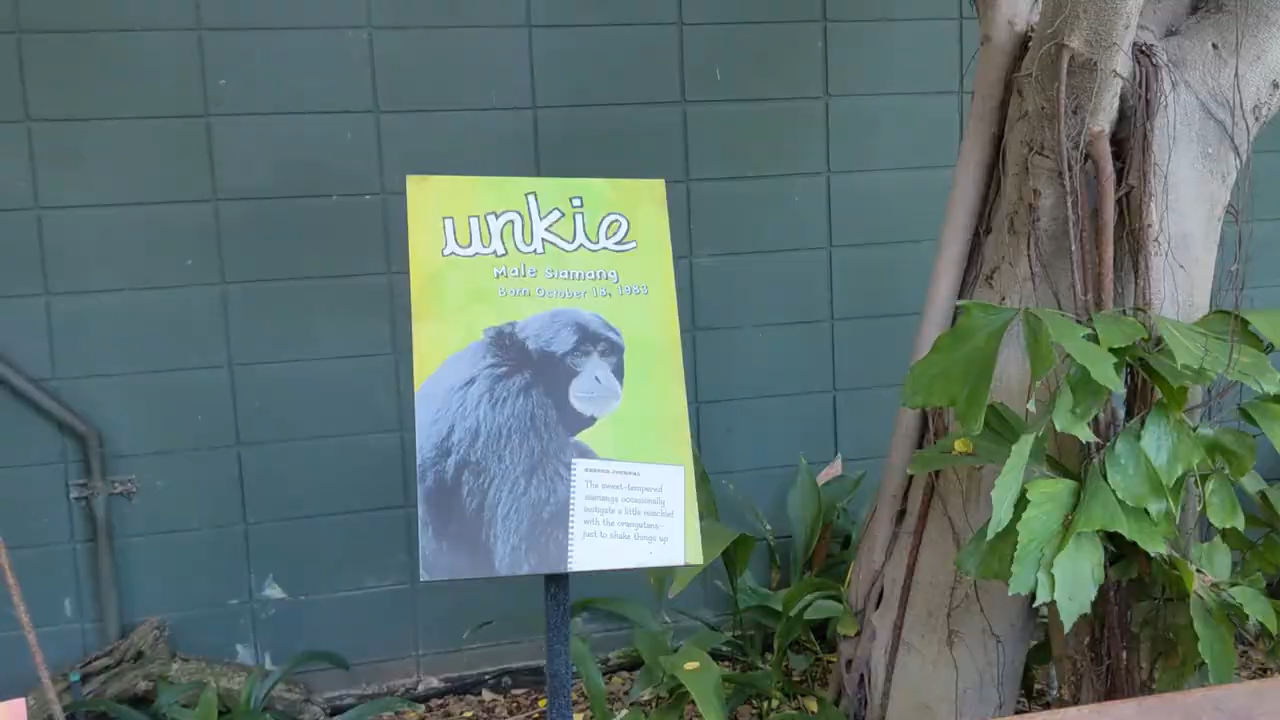 unkie
Male Siamang
Born October 18, 1983
KEEPER JOURNAL
The sweet-tempered
siamangs occasionally
instigate a little mischief
with the orangutans—
just to shake things up.